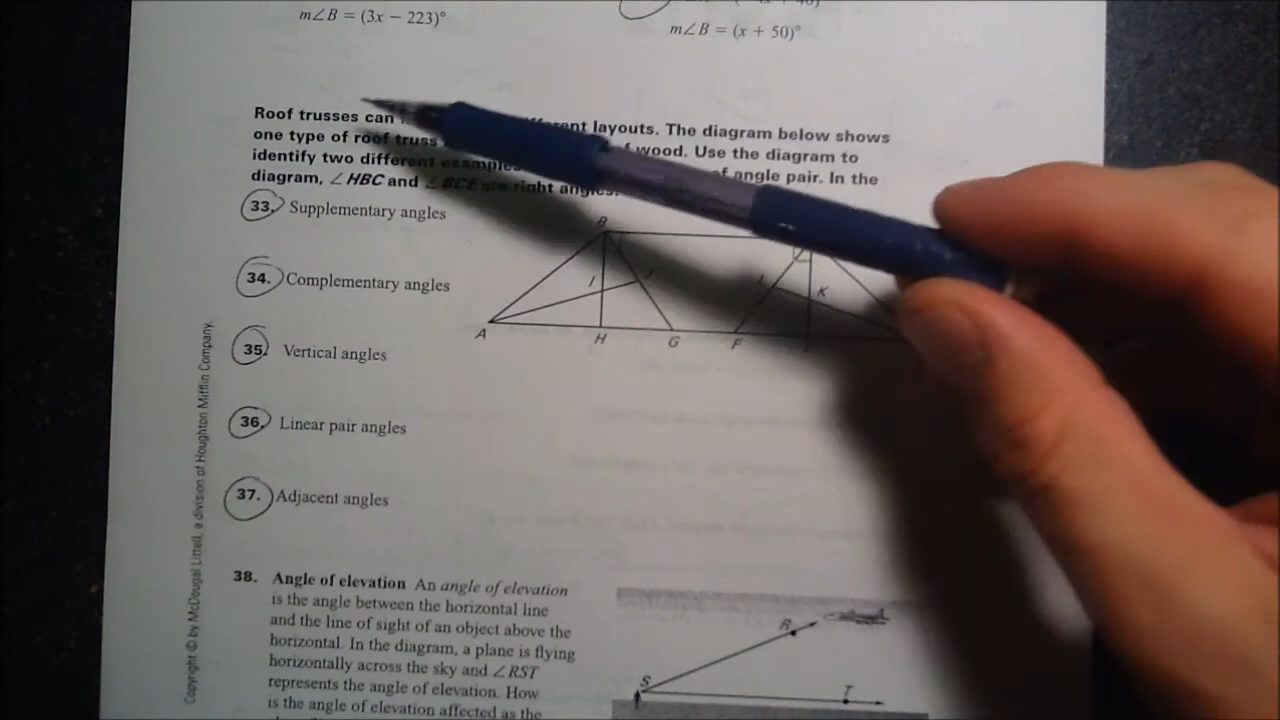 m∠B = (3x − 223)°
m∠B = (x + 50)°
Roof trusses can layouts. The diagram below shows
one type of roof truss wood. Use the diagram to
identify two different examples of angle pair. In the
diagram, ∠HBC and ∠BCE are right angles.
33. Supplementary angles
34. Complementary angles
35. Vertical angles
36. Linear pair angles
37. Adjacent angles
B
I
J
L
K
A
H
G
F
38. Angle of elevation An angle of elevation
is the angle between the horizontal line
and the line of sight of an object above the
horizontal. In the diagram, a plane is flying
horizontally across the sky and ∠RST
represents the angle of elevation. How
is the angle of elevation affected as the
R
S
T
Copyright © by McDougal Littell, a division of Houghton Mifflin Company.